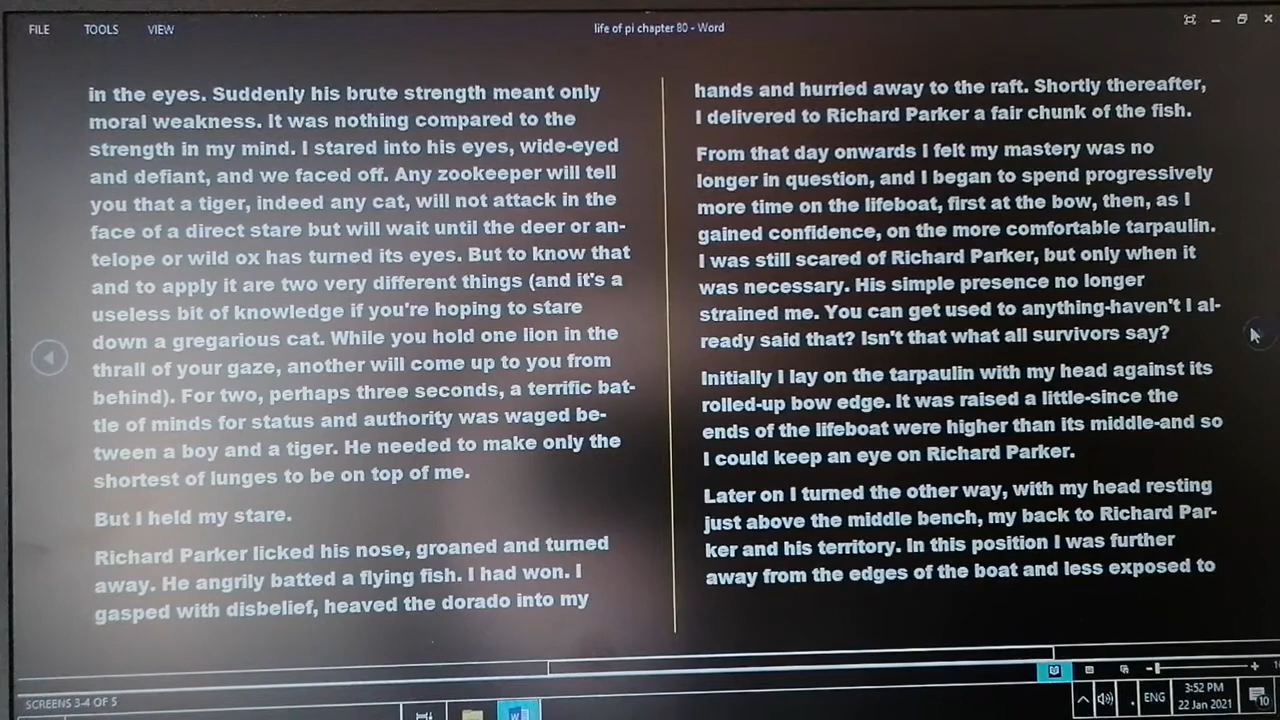 FILE TOOLS VIEW
life of pi chapter 80 - Word
in the eyes. Suddenly his brute strength meant only
moral weakness. It was nothing compared to the
strength in my mind. I stared into his eyes, wide-eyed
and defiant, and we faced off. Any zookeeper will tell
you that a tiger, indeed any cat, will not attack in the
face of a direct stare but will wait until the deer or an-
telope or wild ox has turned its eyes. But to know that
and to apply it are two very different things (and it's a
useless bit of knowledge if you're hoping to stare
down a gregarious cat. While you hold one lion in the
thrall of your gaze, another will come up to you from
behind). For two, perhaps three seconds, a terrific bat-
tle of minds for status and authority was waged be-
tween a boy and a tiger. He needed to make only the
shortest of lunges to be on top of me.
But I held my stare.
Richard Parker licked his nose, groaned and turned
away. He angrily batted a flying fish. I had won. I
gasped with disbelief, heaved the dorado into my
hands and hurried away to the raft. Shortly thereafter,
I delivered to Richard Parker a fair chunk of the fish.
From that day onwards I felt my mastery was no
longer in question, and I began to spend progressively
more time on the lifeboat, first at the bow, then, as I
gained confidence, on the more comfortable tarpaulin.
I was still scared of Richard Parker, but only when it
was necessary. His simple presence no longer
strained me. You can get used to anything-haven't I al-
ready said that? Isn't that what all survivors say?
Initially I lay on the tarpaulin with my head against its
rolled-up bow edge. It was raised a little-since the
ends of the lifeboat were higher than its middle-and so
I could keep an eye on Richard Parker.
Later on I turned the other way, with my head resting
just above the middle bench, my back to Richard Par-
ker and his territory. In this position I was further
away from the edges of the boat and less exposed to
SCREENS 3-4 OF 5
ENG
3:52 PM
22 Jan 2021
10